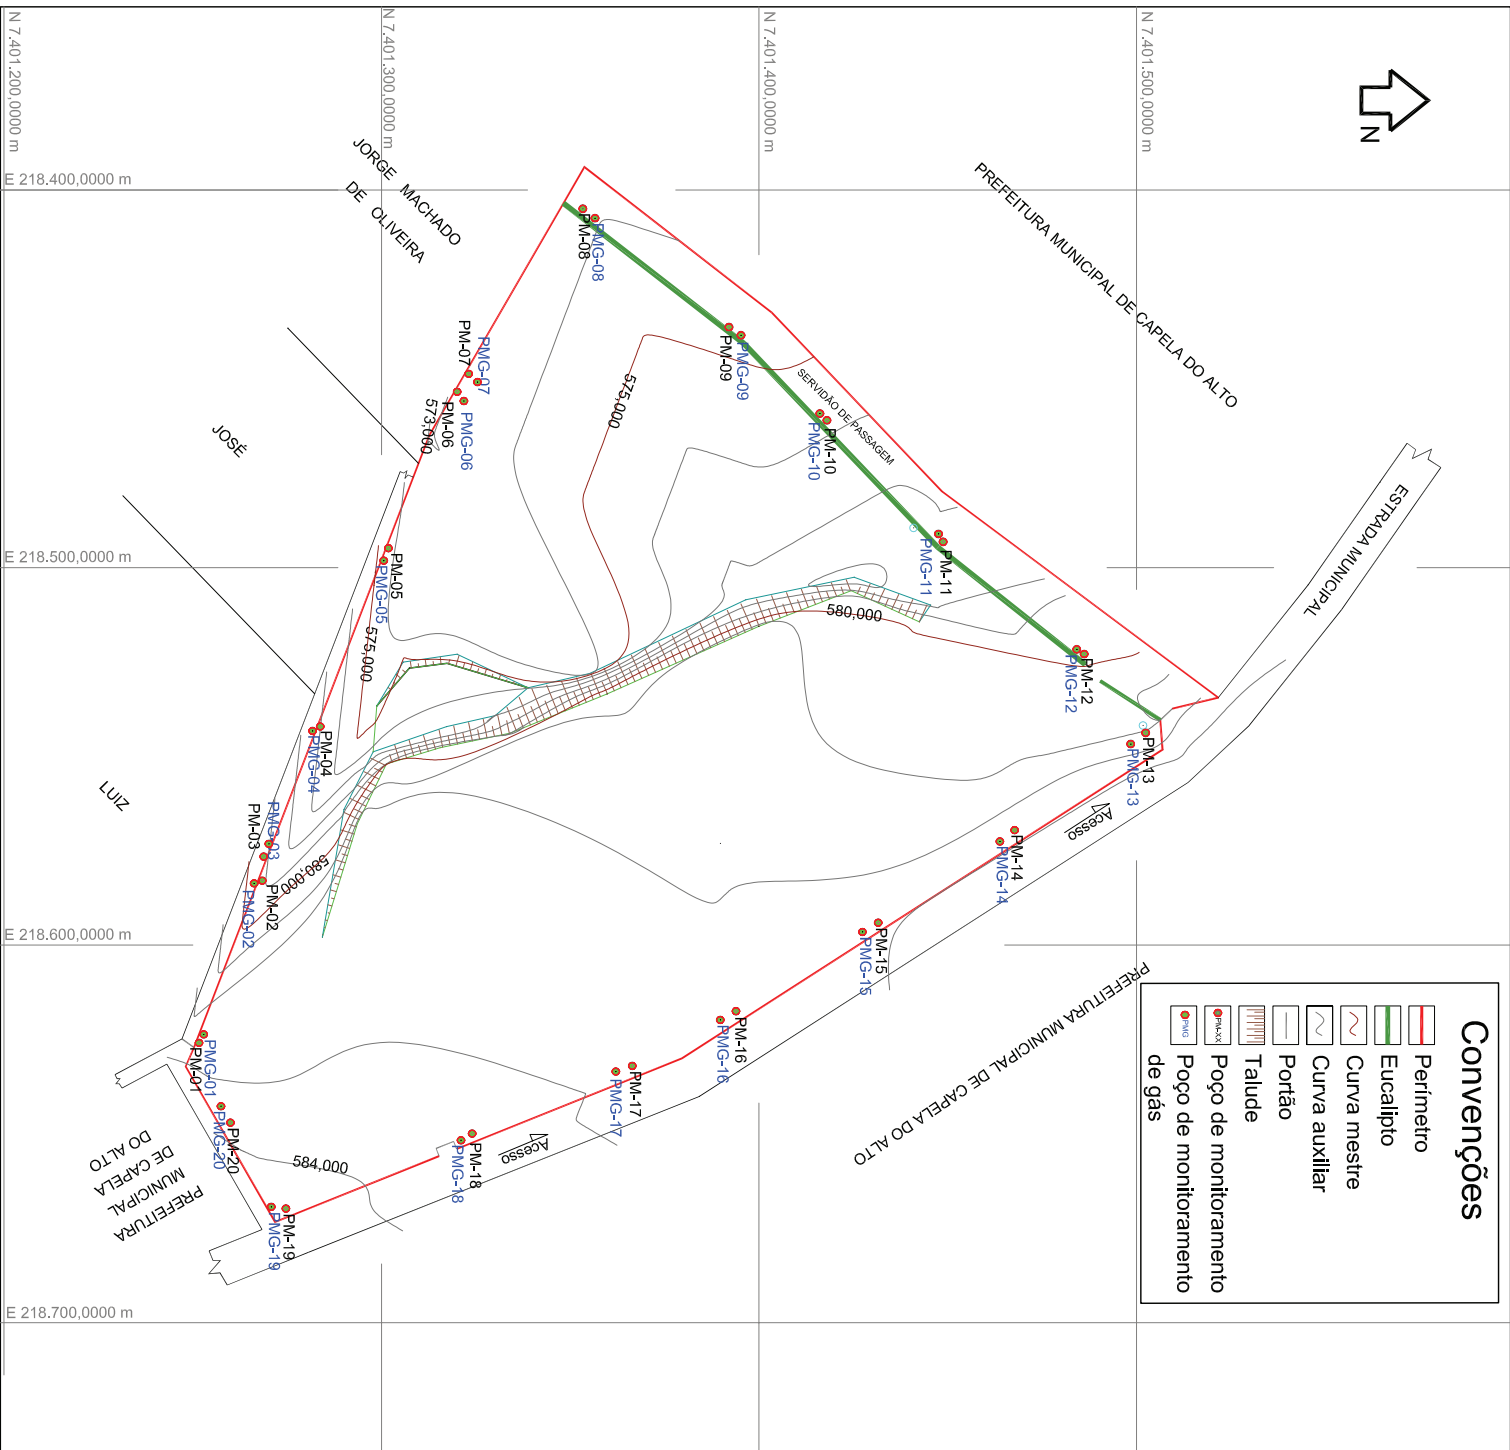 N 7.401.200,0000 m
N 7.401.300,0000 m
N 7.401.400,0000 m
N 7.401.500,0000 m
N
E 218.400,0000 m
E 218.500,0000 m
E 218.600,0000 m
E 218.700,0000 m
JORGE MACHADO
DE OLIVEIRA
PREFEITURA MUNICIPAL DE CAPELA DO ALTO
ESTRADA MUNICIPAL
SERVIDÃO DE PASSAGEM
JOSÉ
LUIZ
PREFEITURA MUNICIPAL DE CAPELA DO ALTO
PREFEITURA
MUNICIPAL
DE CAPELA
DO ALTO
Acesso
Acesso
PM-08
PMG-08
PM-09
PMG-09
PM-10
PMG-10
PM-11
PMG-11
PM-12
PMG-12
PM-13
PMG-13
PM-14
PMG-14
PM-15
PMG-15
PM-16
PMG-16
PM-17
PMG-17
PM-18
PMG-18
PM-19
PMG-19
PM-20
PMG-20
PM-01
PMG-01
PM-02
PMG-02
PM-03
PMG-03
PM-04
PMG-04
PM-05
PMG-05
PM-06
PMG-06
PM-07
PMG-07
573,000
575,000
575,000
580,000
580,000
584,000
Convenções
Perímetro
Eucalipto
Curva mestre
Curva auxiliar
Portão
Talude
PM-XX
Poço de monitoramento
PMG
Poço de monitoramento
de gás